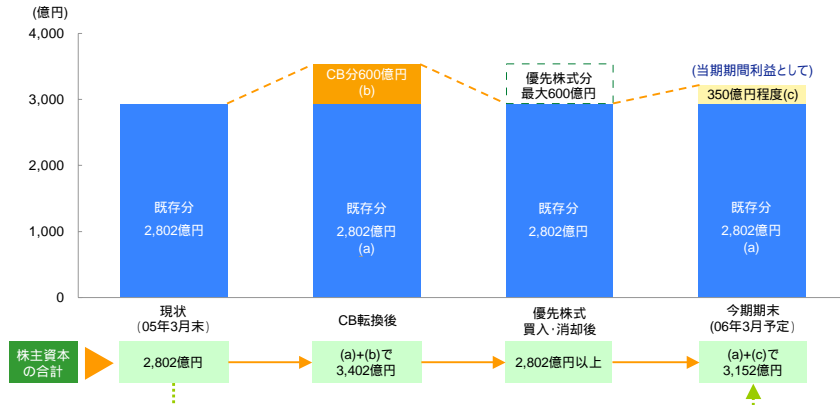 (億円)
4,000
3,000
2,000
1,000
0
CB分600億円
(b)
優先株式分
最大600億円
(当期期間利益として)
350億円程度(c)
既存分
2,802億円
既存分
2,802億円
(a)
既存分
2,802億円
既存分
2,802億円
(a)
現状
(05年3月末)
CB転換後
優先株式
買入・消却後
今期期末
(06年3月予定)
株主資本
の合計
2,802億円
(a)+(b)で
3,402億円
2,802億円以上
(a)+(c)で
3,152億円